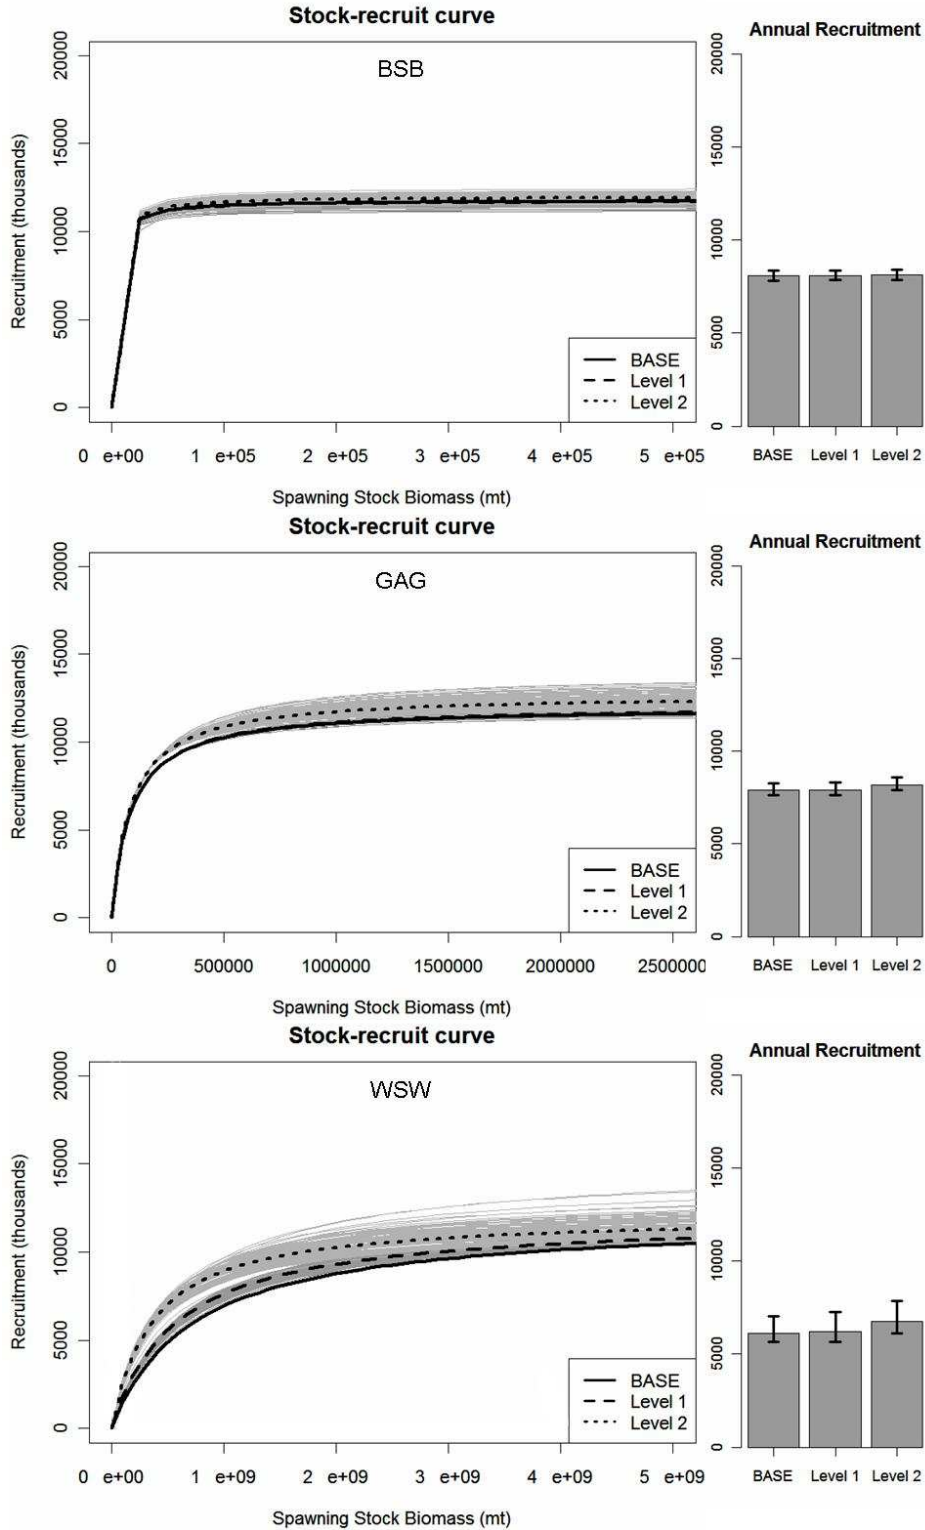 Stock-recruit curve
BSB
Recruitment (thousands)
20000
15000
10000
5000
0
BASE
Level 1
Level 2
0 e+00 1 e+05 2 e+05 3 e+05 4 e+05 5 e+05
Spawning Stock Biomass (mt)
Annual Recruitment
20000
15000
10000
5000
0
BASE Level 1 Level 2
Stock-recruit curve
GAG
Recruitment (thousands)
20000
15000
10000
5000
0
BASE
Level 1
Level 2
0 500000 1000000 1500000 2000000 2500000
Spawning Stock Biomass (mt)
Annual Recruitment
20000
15000
10000
5000
0
BASE Level 1 Level 2
Stock-recruit curve
WSW
Recruitment (thousands)
20000
15000
10000
5000
0
BASE
Level 1
Level 2
0 e+00 1 e+09 2 e+09 3 e+09 4 e+09 5 e+09
Spawning Stock Biomass (mt)
Annual Recruitment
20000
15000
10000
5000
0
BASE Level 1 Level 2